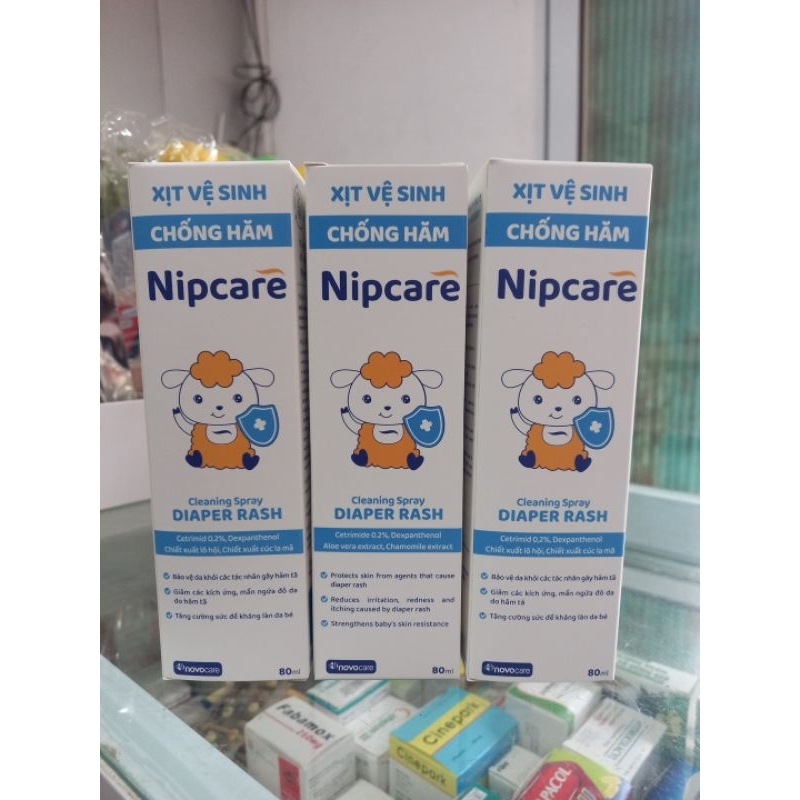 XỊT VỆ SINH
CHỐNG HĂM
Nipcare
Cleaning Spray
DIAPER RASH
Cetrimid 0,2%, Dexpanthenol
Chiết xuất lô hội, Chiết xuất cúc la mã
Bảo vệ da khỏi các tác nhân gây hăm tã
Giảm các kích ứng, mẩn ngứa đỏ da
do hăm tã
Tăng cường sức đề kháng làn da bé
novocare
80ml
XỊT VỆ SINH
CHỐNG HĂM
Nipcare
Cleaning Spray
DIAPER RASH
Cetrimide 0.2%, Dexpanthenol
Aloe vera extract, Chamomile extract
Protects skin from agents that cause
diaper rash
Reduces irritation, redness and
itching caused by diaper rash
Strengthens baby's skin resistance
novocare
80ml
XỊT VỆ SINH
CHỐNG HĂM
Nipcare
Cleaning Spray
DIAPER RASH
Cetrimid 0,2%, Dexpanthenol
Chiết xuất lô hội, Chiết xuất cúc la mã
Bảo vệ da khỏi các tác nhân gây hăm tã
Giảm các kích ứng, mẩn ngứa đỏ da
do hăm tã
Tăng cường sức đề kháng làn da bé
novocare
80ml
Fabamox
250mg
Cinepark
Cinepark